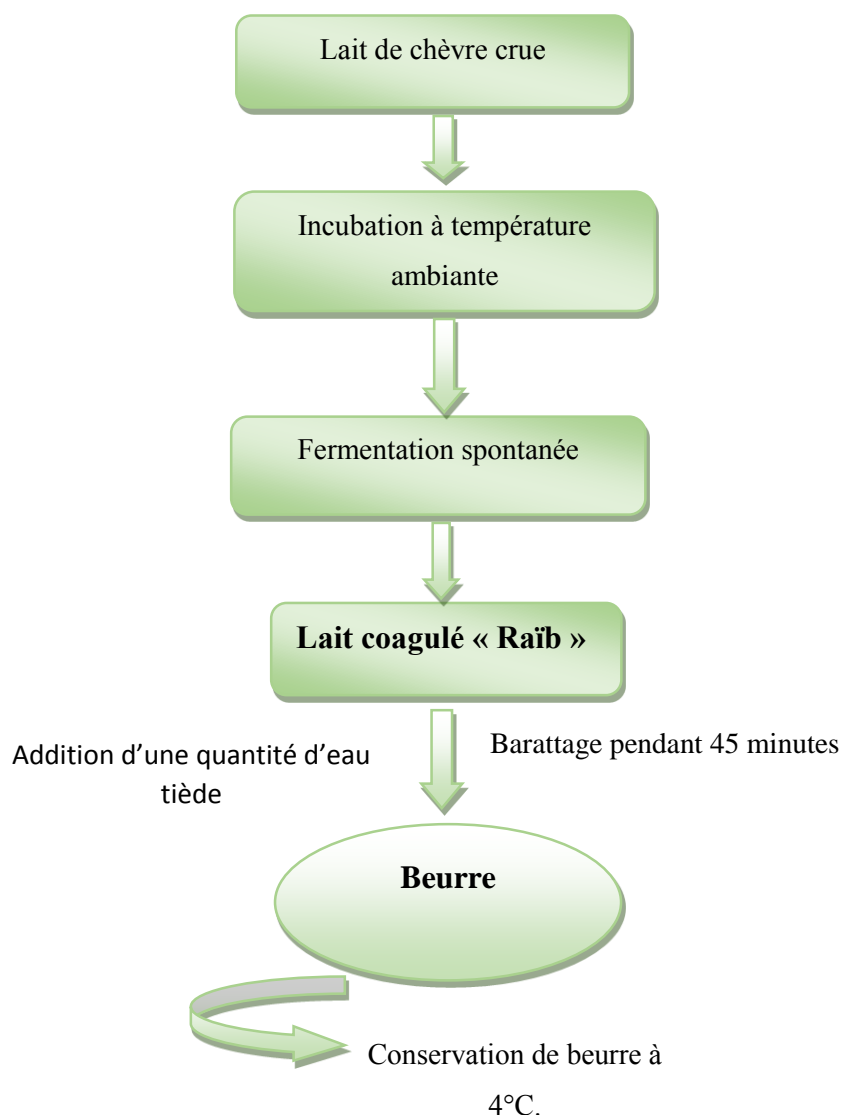 Lait de chèvre crue
Incubation à température
ambiante
Fermentation spontanée
Lait coagulé « Raïb »
Addition d’une quantité d’eau
tiède
Barattage pendant 45 minutes
Beurre
Conservation de beurre à
4°C.